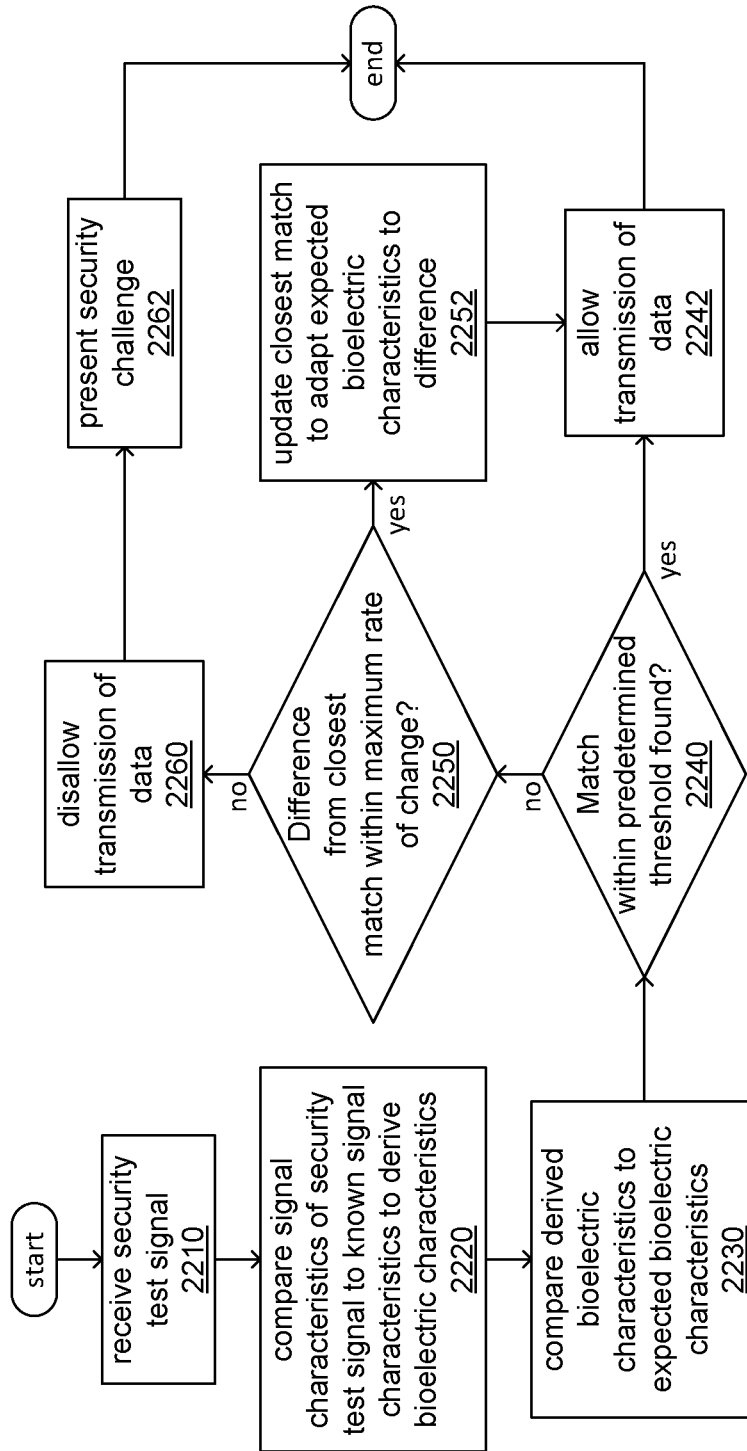 start
receive security
test signal
2210
compare signal
characteristics of security
test signal to known signal
characteristics to derive
bioelectric characteristics
2220
compare derived
bioelectric
characteristics to
expected bioelectric
characteristics
2230
Match
within predetermined
threshold found?
2240
no
yes
Difference
from closest
match within maximum rate
of change?
2250
no
yes
disallow
transmission of
data
2260
present security
challenge
2262
update closest match
to adapt expected
bioelectric
characteristics to
difference
2252
allow
transmission of
data
2242
end